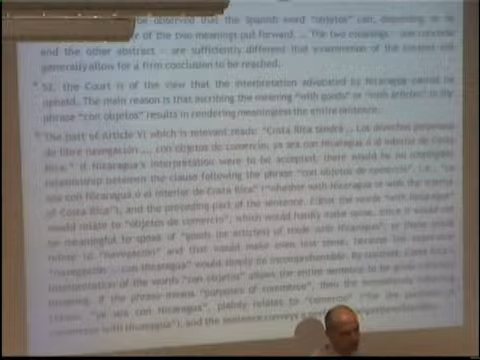 be observed that the Spanish word "objetos" can, depending on its
of the two meanings put forward. ... The two meanings – one concrete
and the other abstract – are sufficiently different that examination of the context will
generally allow for a firm conclusion to be reached.
52. the Court is of the view that the interpretation advocated by Nicaragua cannot be
upheld. The main reason is that ascribing the meaning "with goods" or "with articles" to the
phrase "con objetos" results in rendering meaningless the entire sentence.
The part of Article VI which is relevant reads: "Costa Rica tendrá ... los derechos perpetuos
de libre navegación ... con objetos de comercio, ya sea con Nicaragua ó al interior de Costa
Rica." If Nicaragua's interpretation were to be accepted, there would be no intelligible
relationship between the clause following the phrase "con objetos de comercio", i.e., "ya
sea con Nicaragua ó al interior de Costa Rica" ("whether with Nicaragua or with the interior
of Costa Rica"), and the preceding part of the sentence. Either the words "with Nicaragua"
would relate to "objetos de comercio", which would hardly make sense, since it would not
be meaningful to speak of "goods (or articles) of trade with Nicaragua"; or these words
relate to "navegación" and that would make even less sense, because the expression
"navegación ... con Nicaragua" would simply be incomprehensible. By contrast, Costa Rica's
interpretation of the words "con objetos" allows the entire sentence to be given coherent
meaning. If the phrase means "purposes of commerce", then the immediately following
clause, "ya sea con Nicaragua", plainly relates to "comercio" ("for the purposes of
commerce with Nicaragua"), and the sentence conveys a